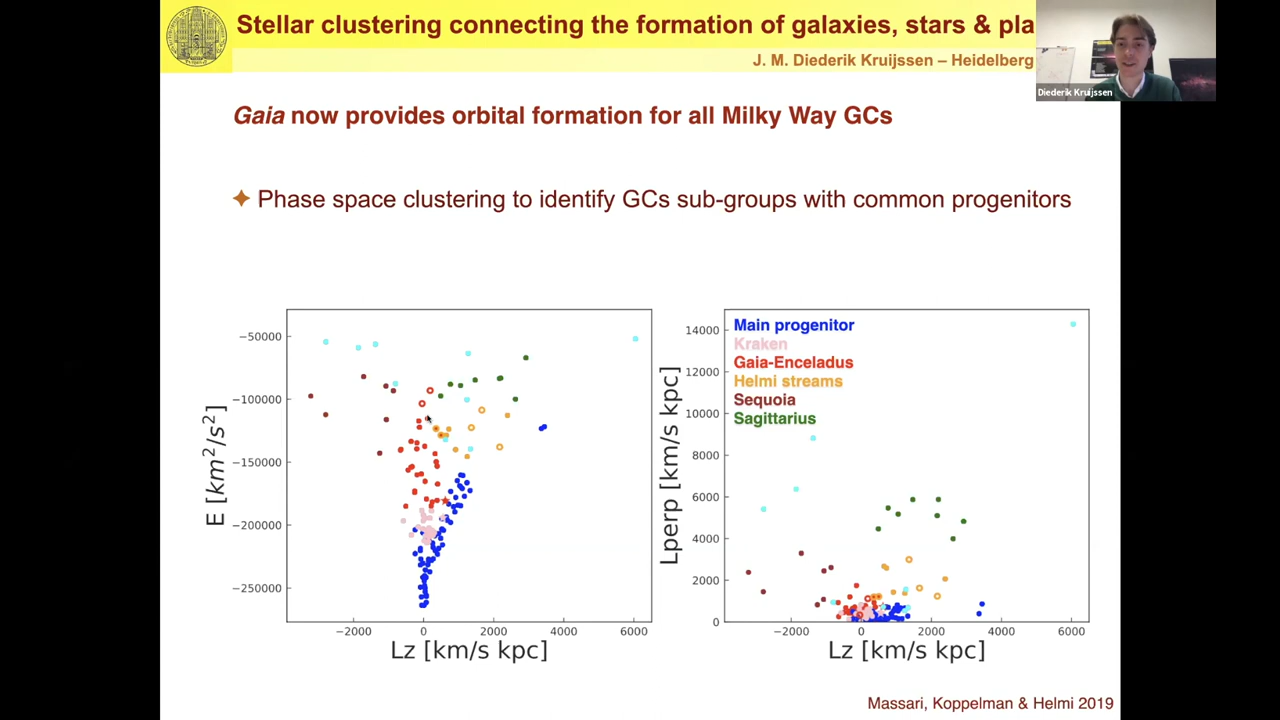 Stellar clustering connecting the formation of galaxies, stars & pla
J. M. Diederik Kruijssen – Heidelberg
Diederik Kruijssen
Gaia now provides orbital formation for all Milky Way GCs
✦ Phase space clustering to identify GCs sub-groups with common progenitors
E [km²/s²]
−50000
−100000
−150000
−200000
−250000
−2000 0 2000 4000 6000
Lz [km/s kpc]
Lperp [km/s kpc]
14000
12000
10000
8000
6000
4000
2000
0
Main progenitor
Kraken
Gaia-Enceladus
Helmi streams
Sequoia
Sagittarius
−2000 0 2000 4000 6000
Lz [km/s kpc]
Massari, Koppelman & Helmi 2019